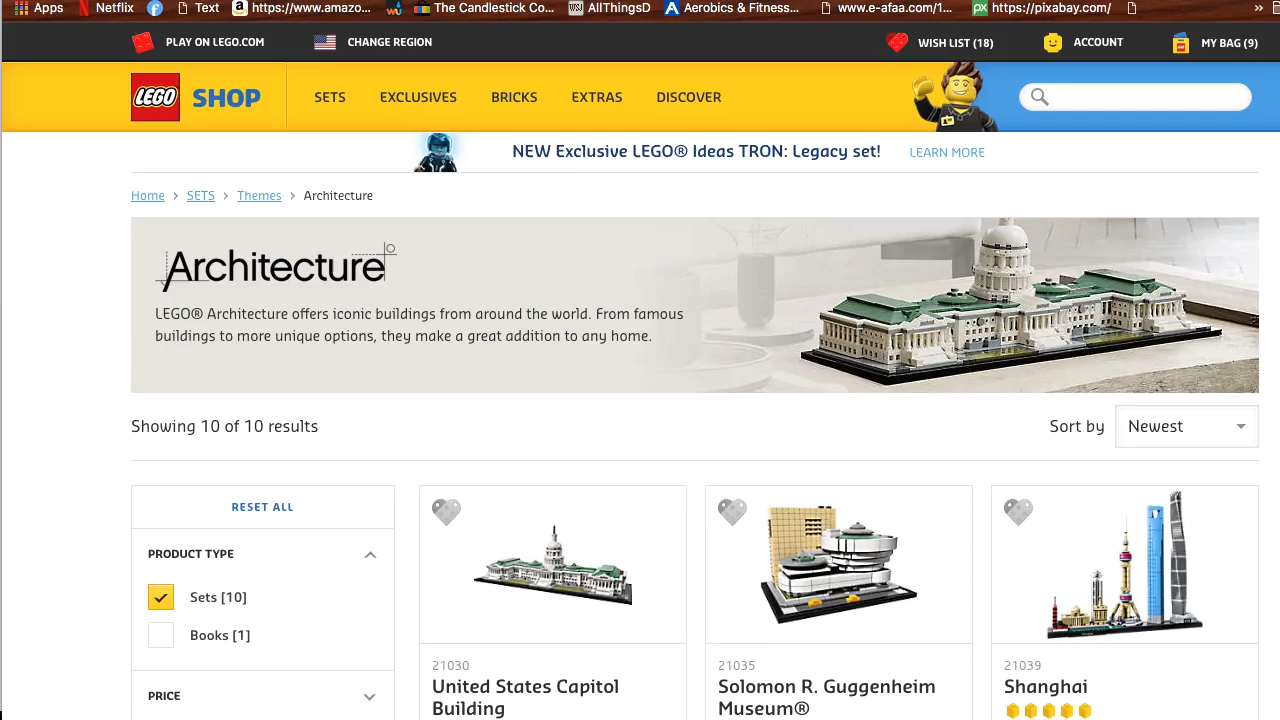 Apps Netflix Text https://www.amazo... The Candlestick Co... AllThingsD Aerobics & Fitness... www.e-afaa.com/1... https://pixabay.com/ »
PLAY ON LEGO.COM CHANGE REGION WISH LIST (18) ACCOUNT MY BAG (9)
LEGO SHOP SETS EXCLUSIVES BRICKS EXTRAS DISCOVER
NEW Exclusive LEGO® Ideas TRON: Legacy set! LEARN MORE
Home > SETS > Themes > Architecture
Architecture
LEGO® Architecture offers iconic buildings from around the world. From famous
buildings to more unique options, they make a great addition to any home.
Showing 10 of 10 results Sort by Newest
RESET ALL
PRODUCT TYPE
Sets [10]
Books [1]
PRICE
21030
United States Capitol
Building
21035
Solomon R. Guggenheim
Museum®
21039
Shanghai